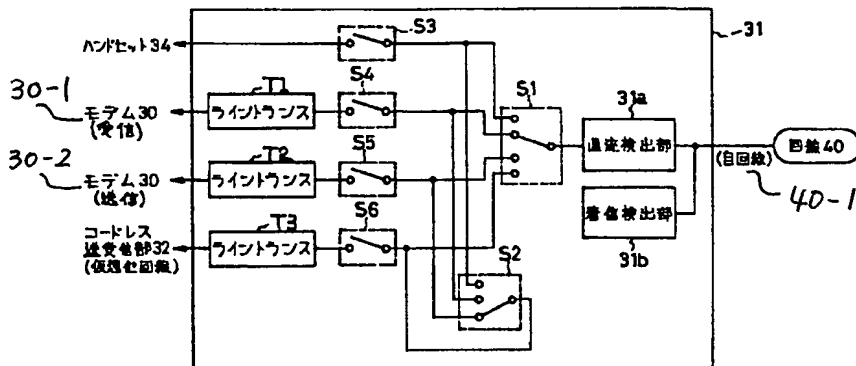 S3
31
ハンドセット34
30-1
T1
S4
S1
モデム30
(受信)
ライントランス
31a
直流検出部
回線40
(自回線)
40-1
30-2
T2
S5
モデム30
(送信)
ライントランス
着信検出部
31b
コードレス
送受信部32
(仮想他回線)
T3
S6
ライントランス
S2